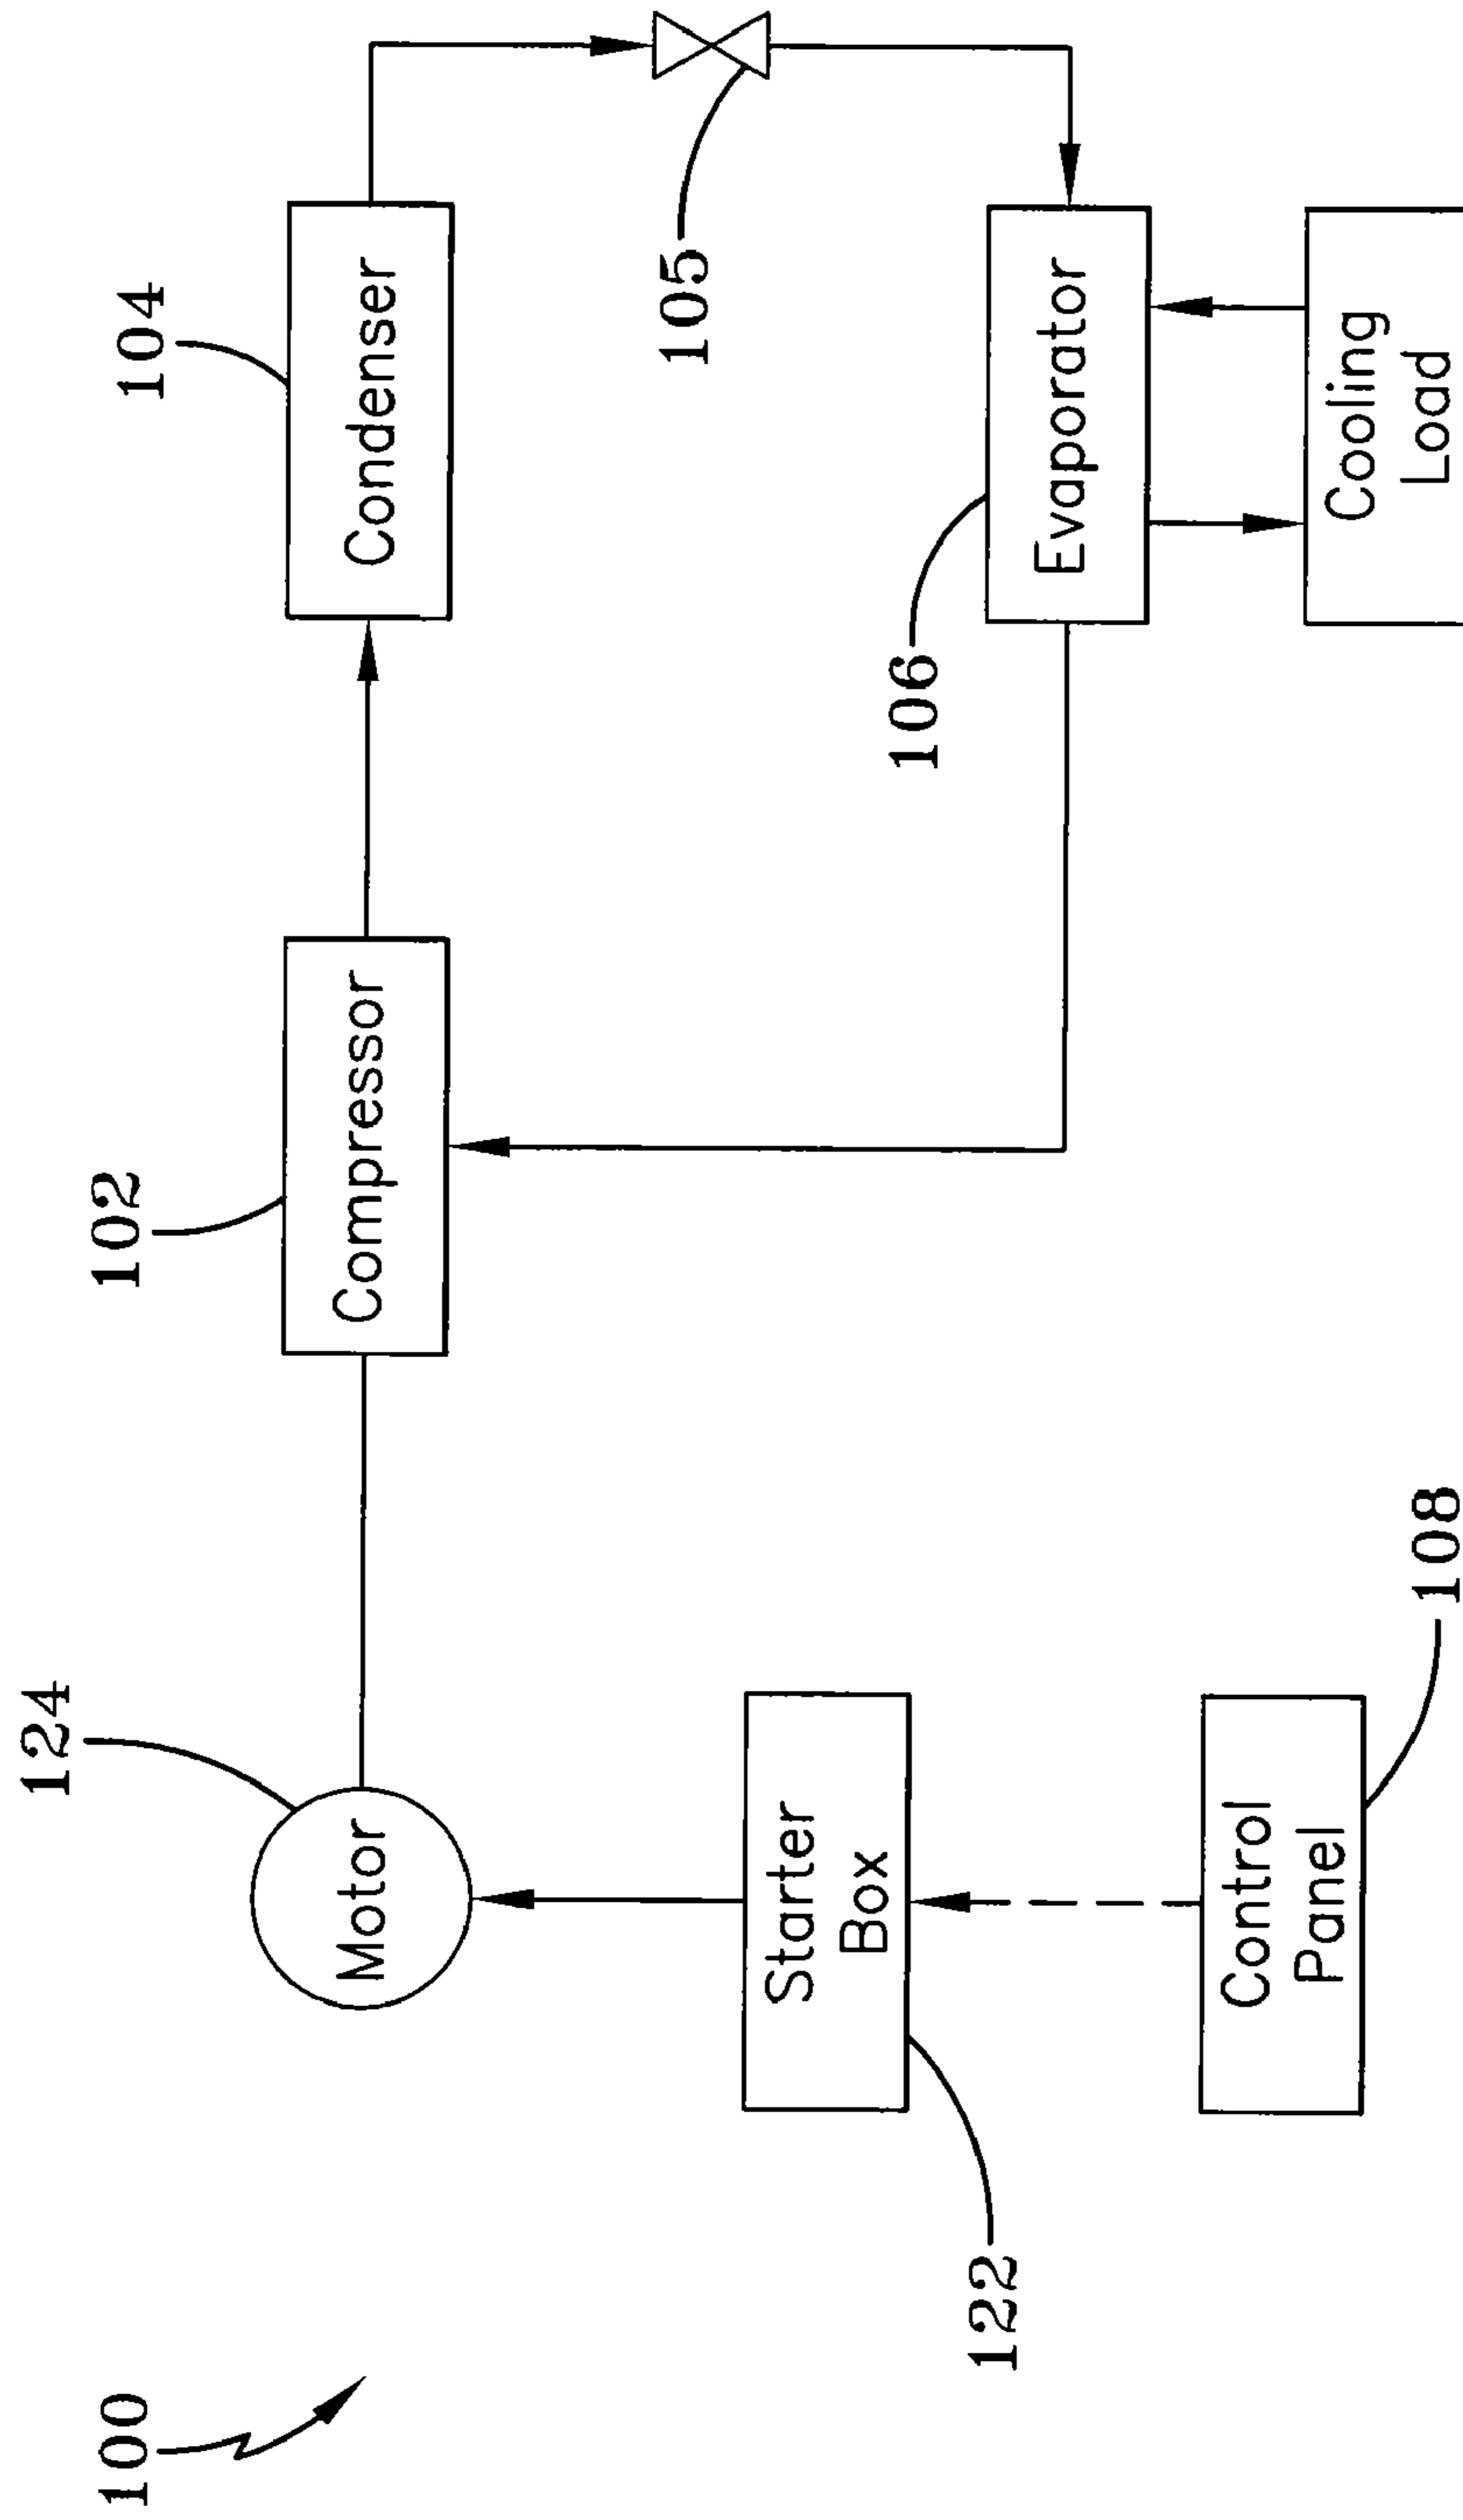 100
124
102
104
Motor
Compressor
Condenser
105
122
Starter
Box
106
Evaporator
108
Control
Panel
Cooling
Load